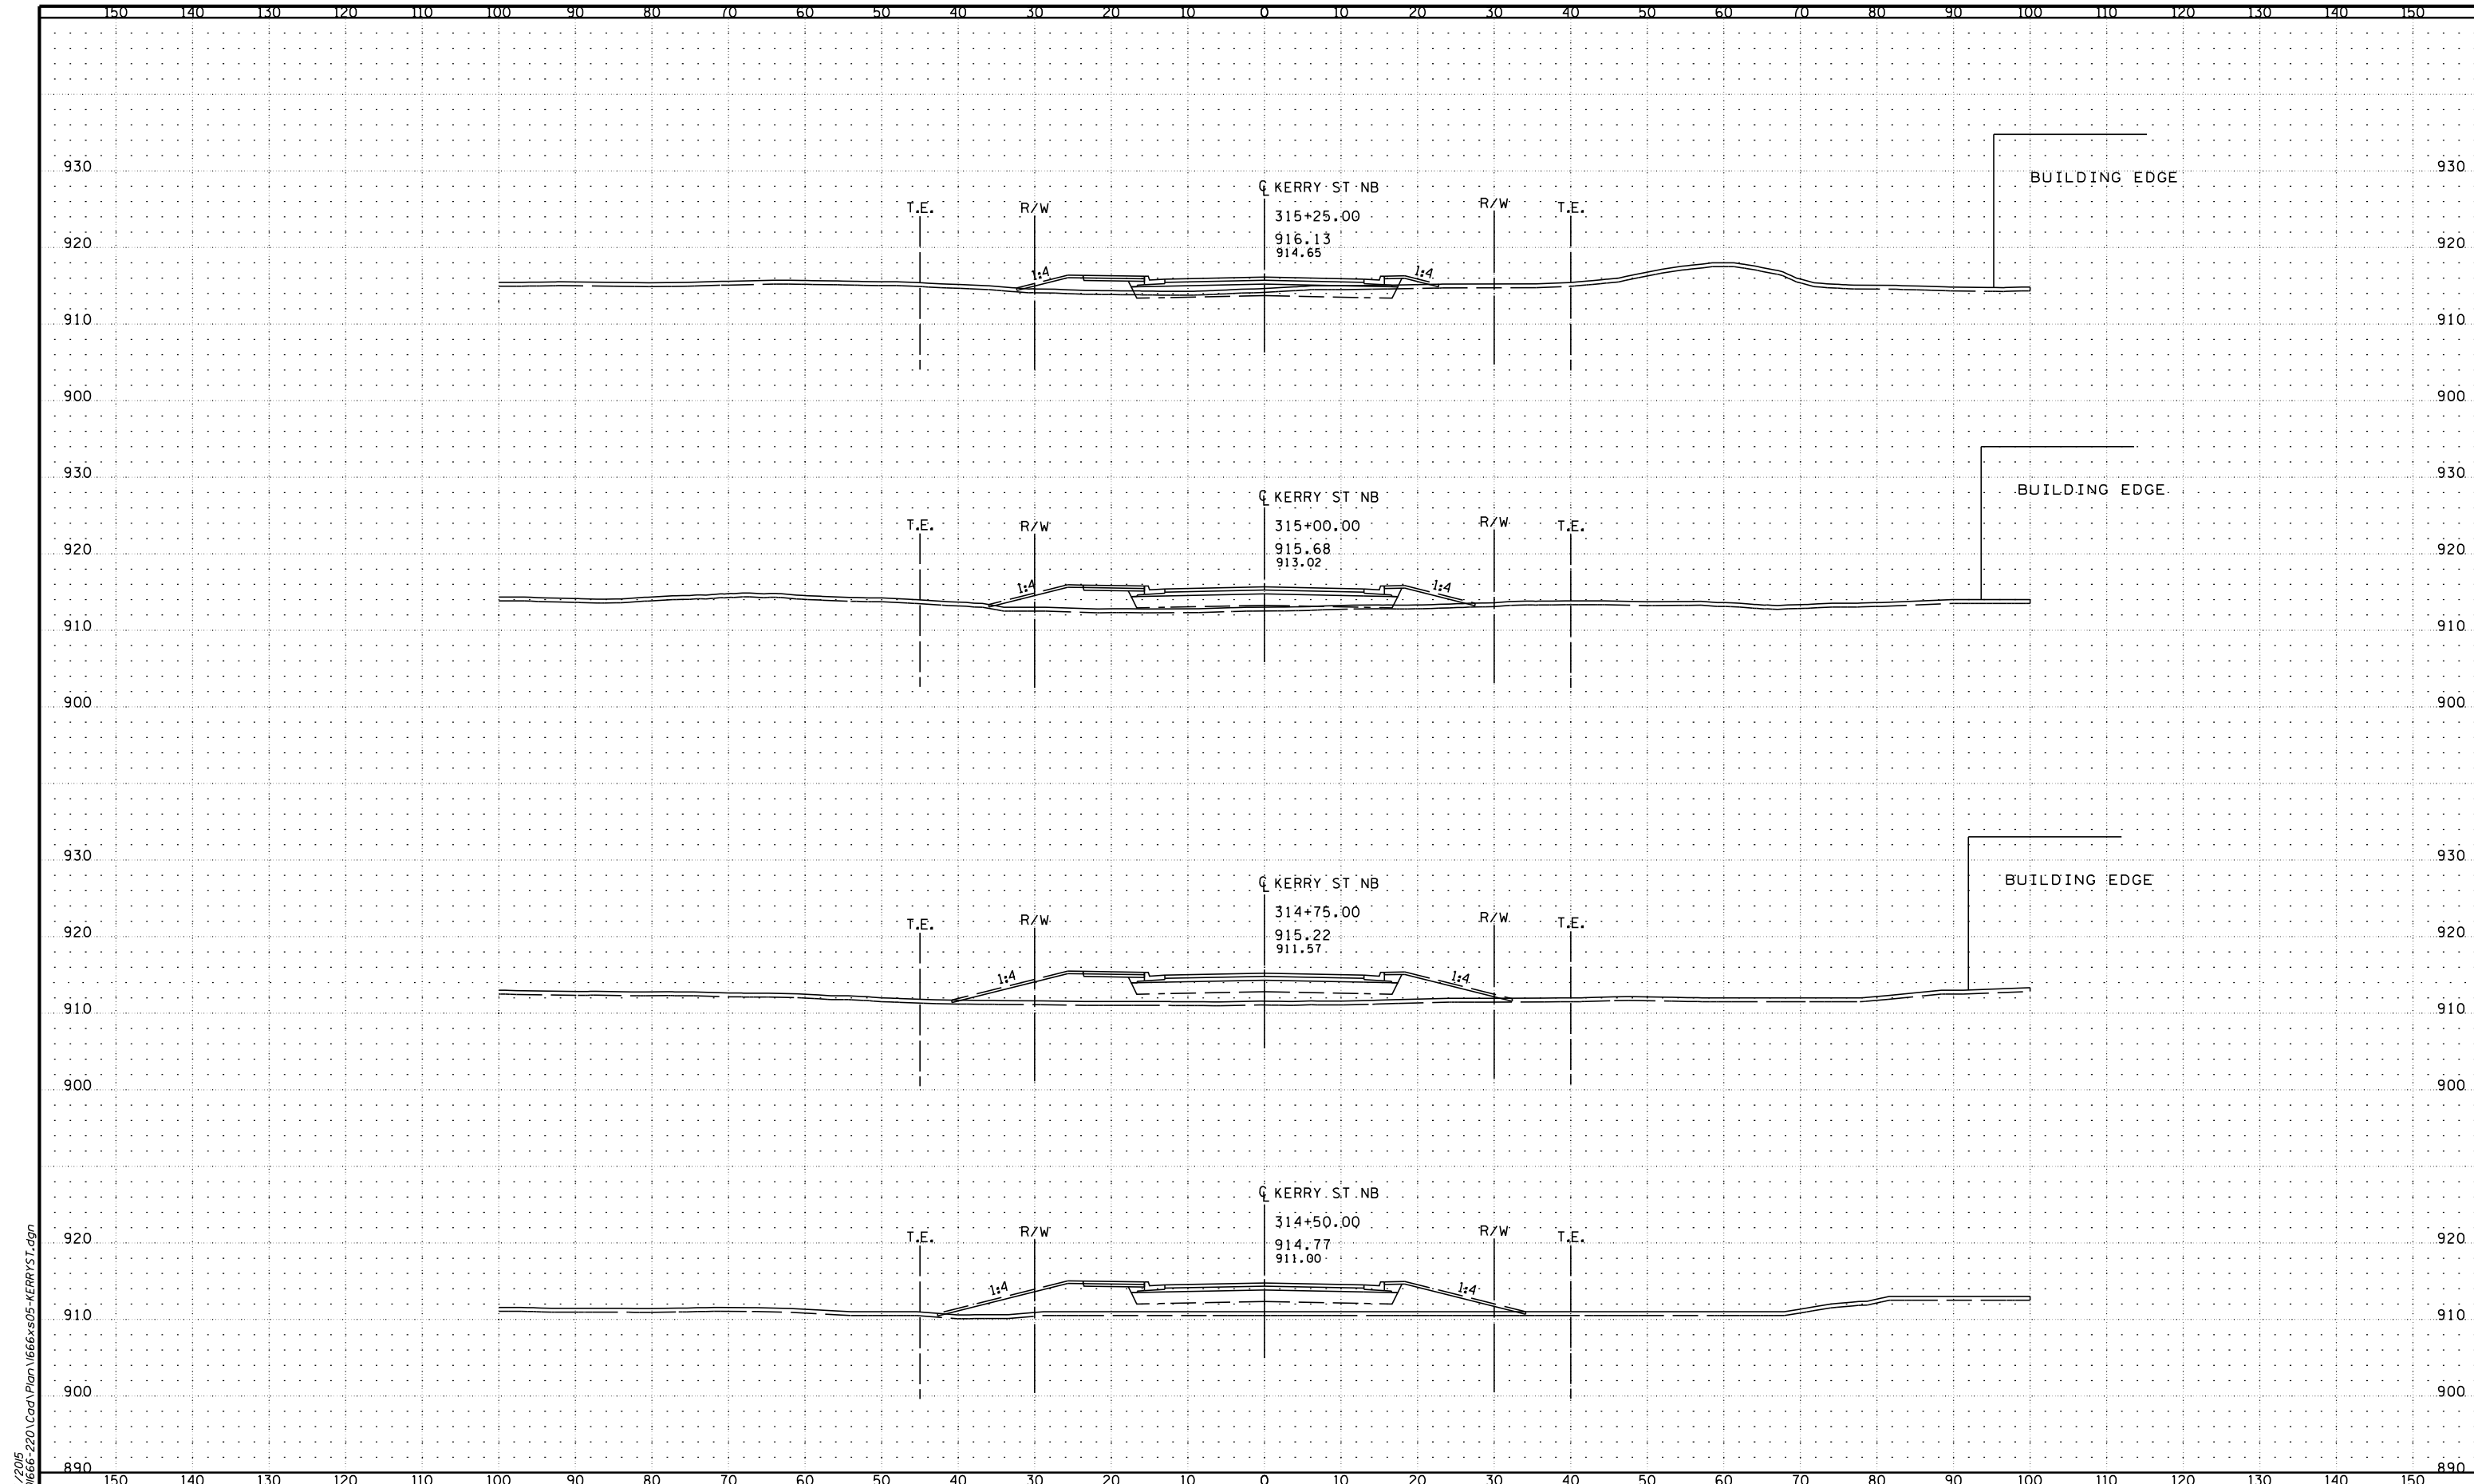 150 140 130 120 110 100 90 80 70 60 50 40 30 20 10 0 10 20 30 40 50 60 70 80 90 100 110 120 130 140 150
930 930
BUILDING EDGE
℄ KERRY ST NB
T.E. R/W R/W T.E.
315+25.00
916.13
920 920
914.65
1:4 1:4
910 910
900 900
930 930
BUILDING EDGE
℄ KERRY ST NB
T.E. R/W R/W T.E.
315+00.00
915.68
920 920
913.02
1:4 1:4
910 910
900 900
930 930
BUILDING EDGE
℄ KERRY ST NB
T.E. R/W R/W T.E.
314+75.00
915.22
920 920
911.57
1:4 1:4
910 910
900 900
℄ KERRY ST NB
314+50.00
T.E. R/W R/W T.E.
920 920
914.77
911.00
1:4 1:4
910 910
900 900
890 890
150 140 130 120 110 100 90 80 70 60 50 40 30 20 10 0 10 20 30 40 50 60 70 80 90 100 110 120 130 140 150
/2015
1666-220\Cad\Plan\1666xs05-KERRYST.dgn